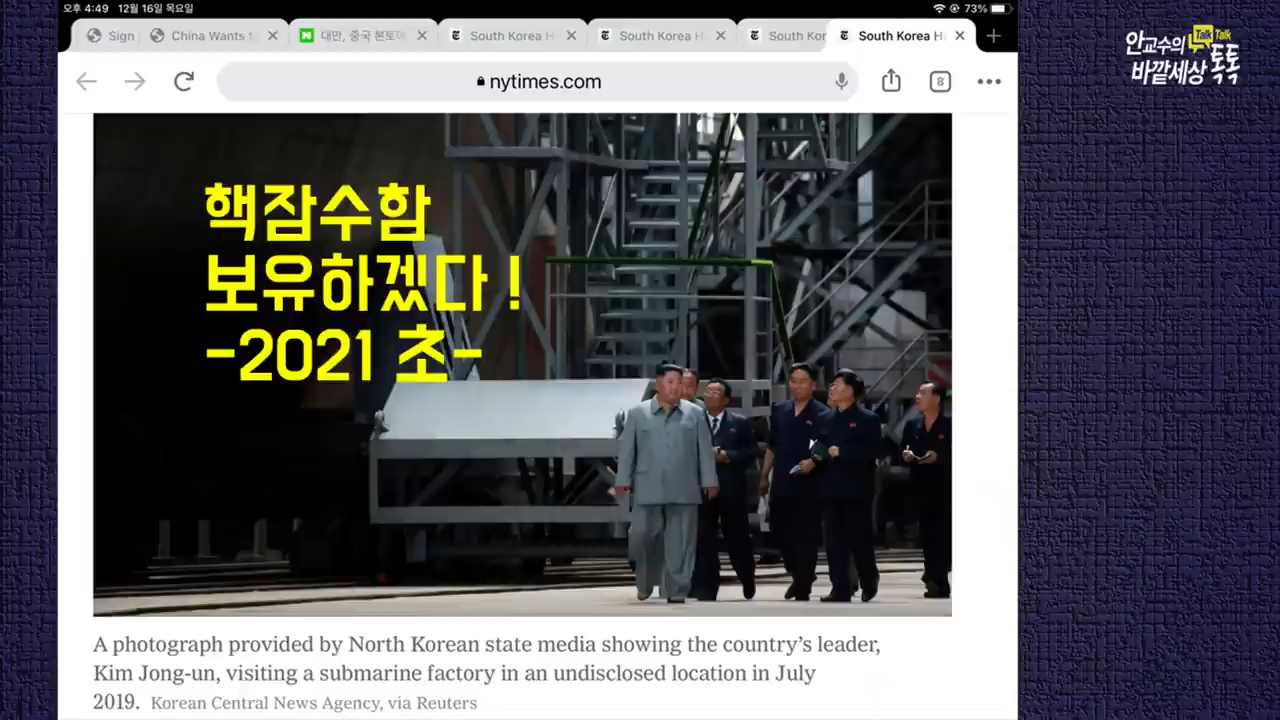 오후 4:49 12월 16일 목요일
73%
Sign
China Wants t
대만, 중국 본토에
South Korea H
South Korea H
South Kor
South Korea H
nytimes.com
8
안교수의 Talk Talk
바깥세상 톡톡
핵잠수함
보유하겠다 !
-2021 초-
A photograph provided by North Korean state media showing the country's leader,
Kim Jong-un, visiting a submarine factory in an undisclosed location in July
2019. Korean Central News Agency, via Reuters